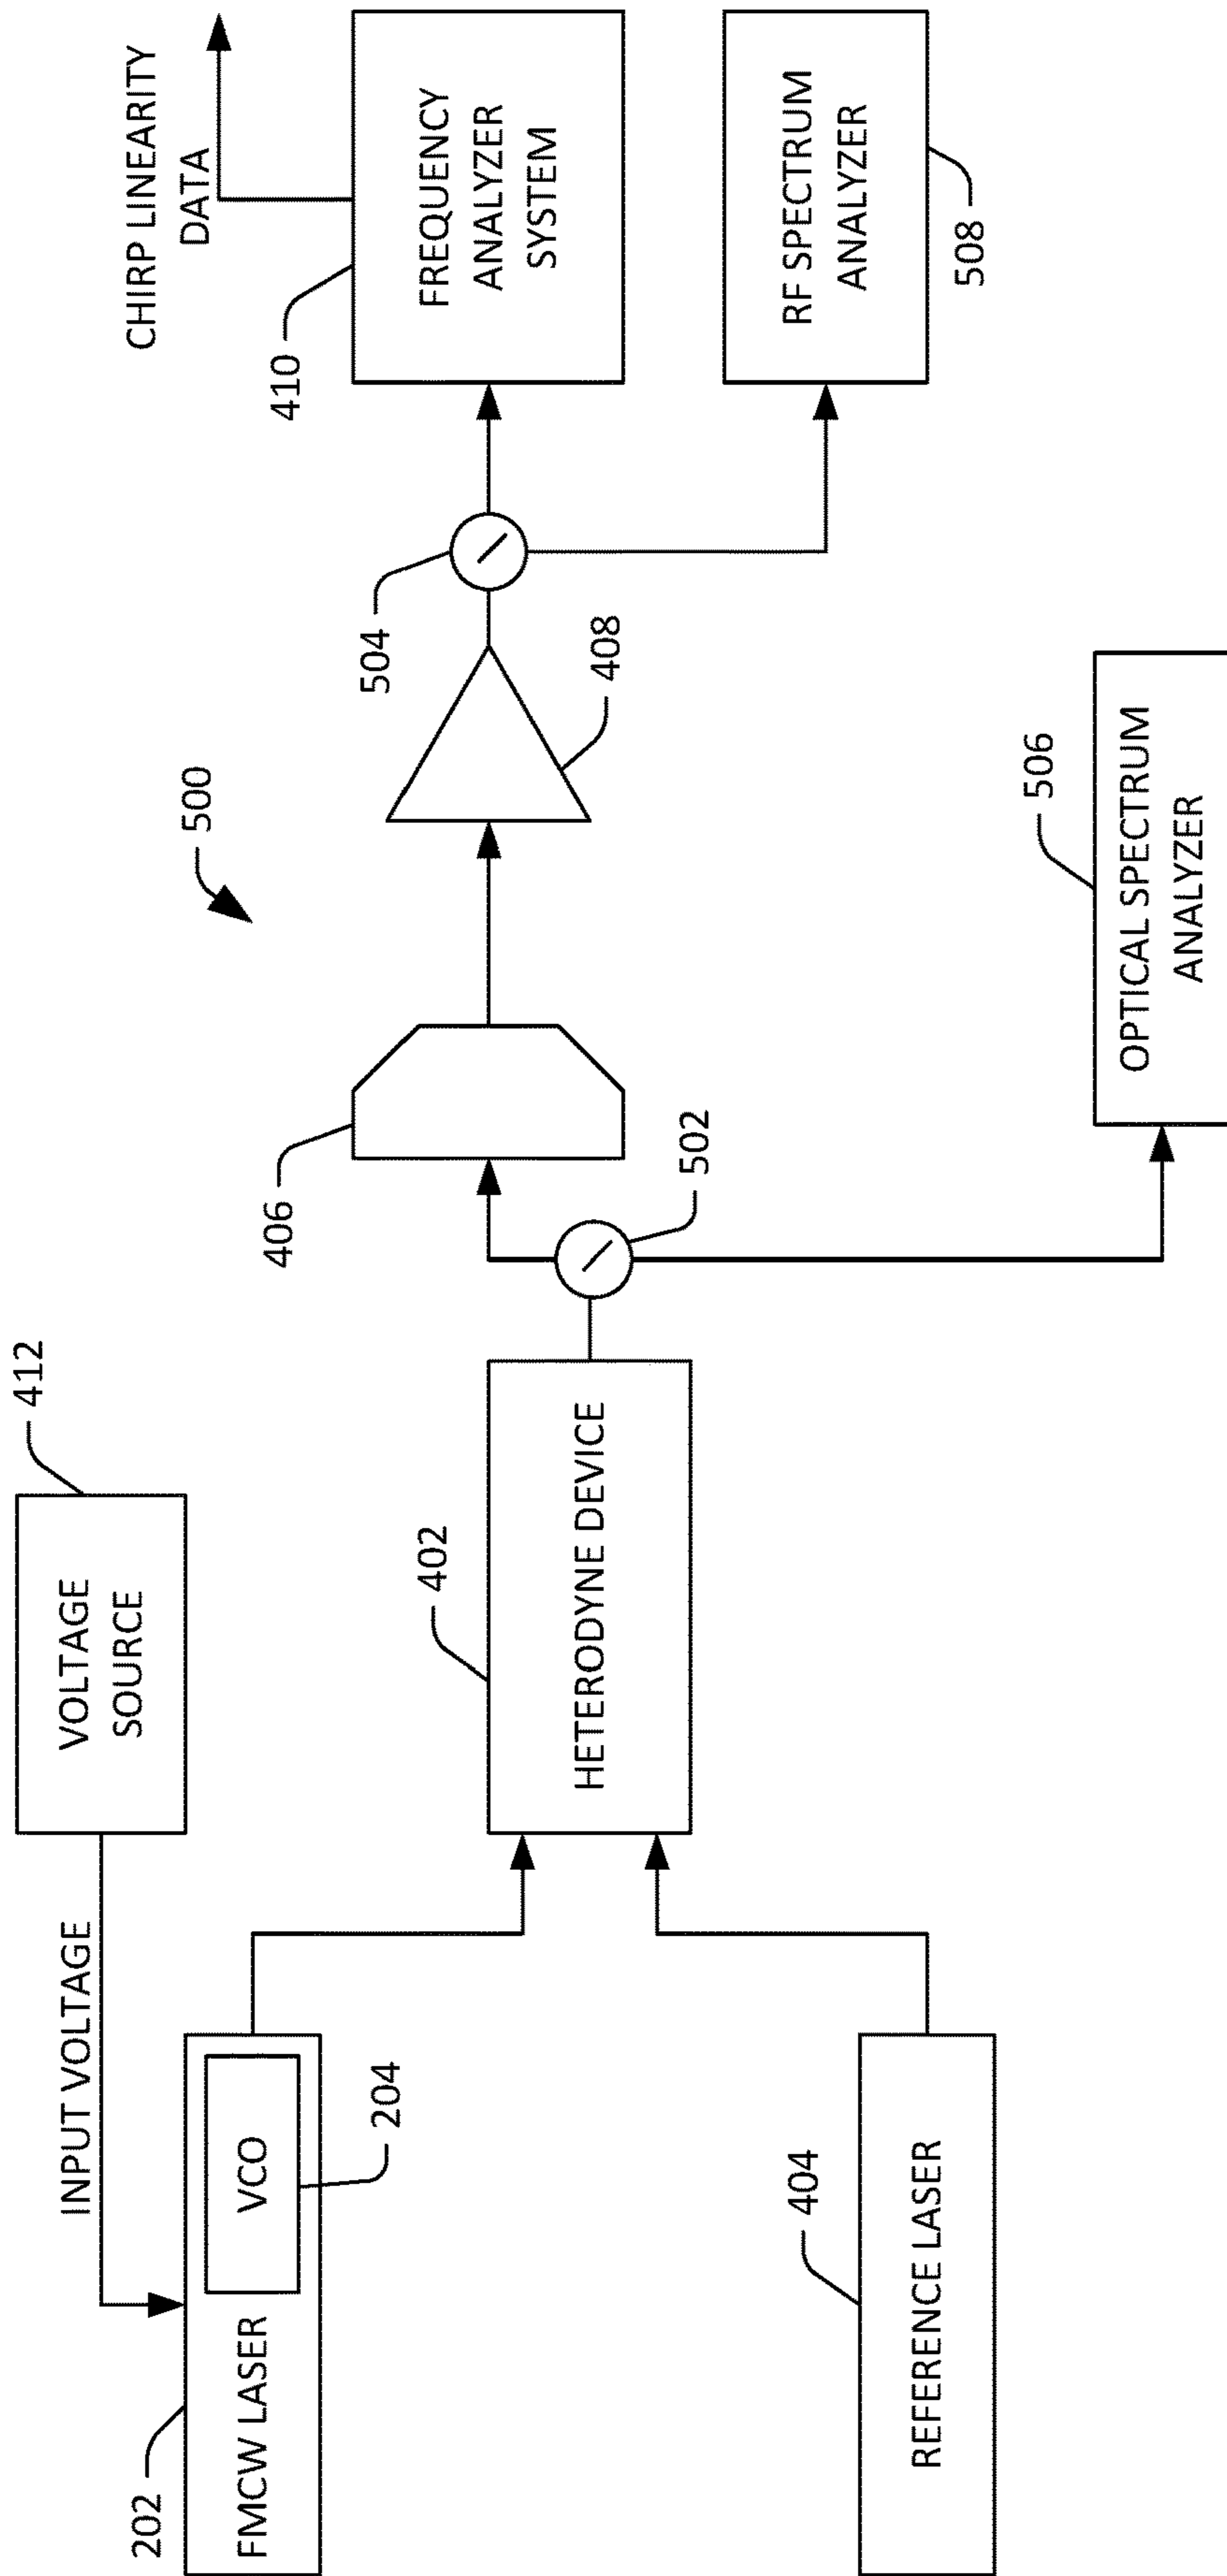 500
VOLTAGE
SOURCE
412
INPUT VOLTAGE
202
FMCW LASER
VCO
204
404
REFERENCE LASER
402
HETERODYNE DEVICE
502
406
408
504
410
FREQUENCY
ANALYZER
SYSTEM
CHIRP LINEARITY
DATA
RF SPECTRUM
ANALYZER
508
506
OPTICAL SPECTRUM
ANALYZER